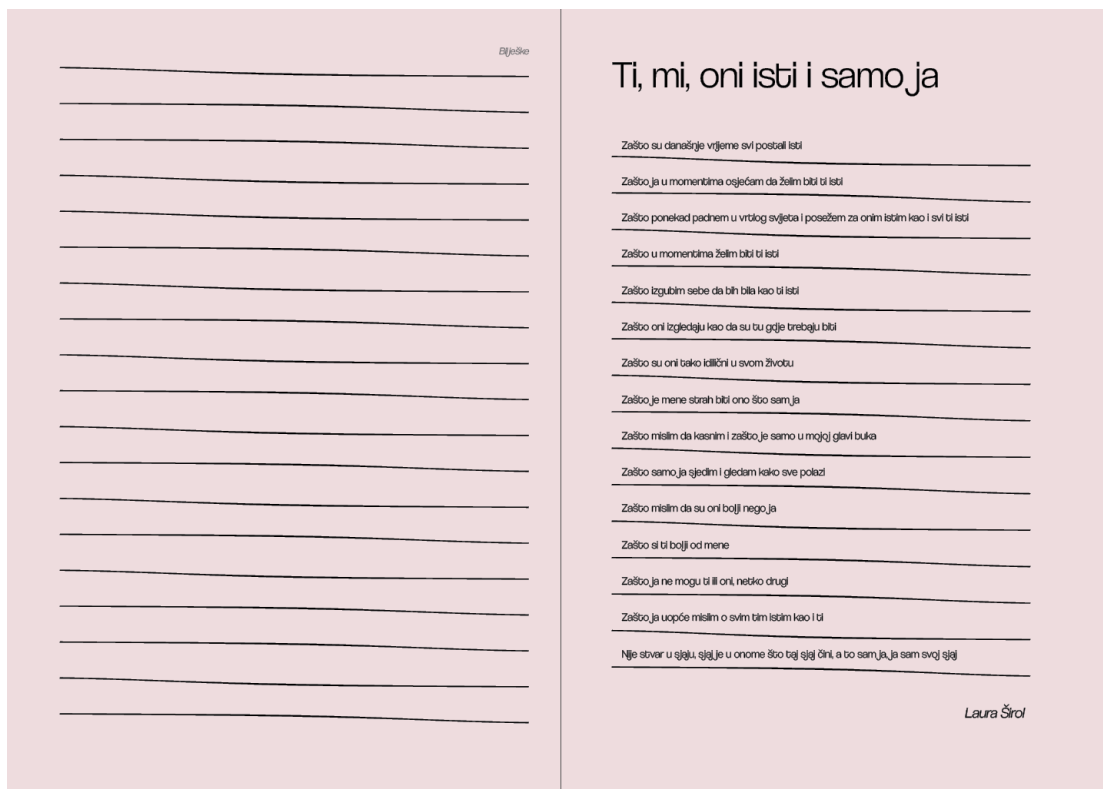 Bilješke
Ti, mi, oni isti i samo ja
Zašto su današnje vrijeme svi postali isti
Zašto ja u momentima osjećam da želim biti ti isti
Zašto ponekad padnem u vrtlog svijeta i posežem za onim istim kao i svi ti isti
Zašto u momentima želim biti ti isti
Zašto izgubim sebe da bih bila kao ti isti
Zašto oni izgledaju kao da su tu gdje trebaju biti
Zašto su oni tako idilični u svom životu
Zašto je mene strah biti ono što sam ja
Zašto mislim da kasnim i zašto je samo u mojoj glavi buka
Zašto samo ja sjedim i gledam kako sve polazi
Zašto mislim da su oni bolji nego ja
Zašto si ti bolji od mene
Zašto ja ne mogu ti ili oni, netko drugi
Zašto ja uopće mislim o svim tim istim kao i ti
Nije stvar u sjaju, sjaj je u onome što taj sjaj čini, a to sam ja, ja sam svoj sjaj
Laura Širol